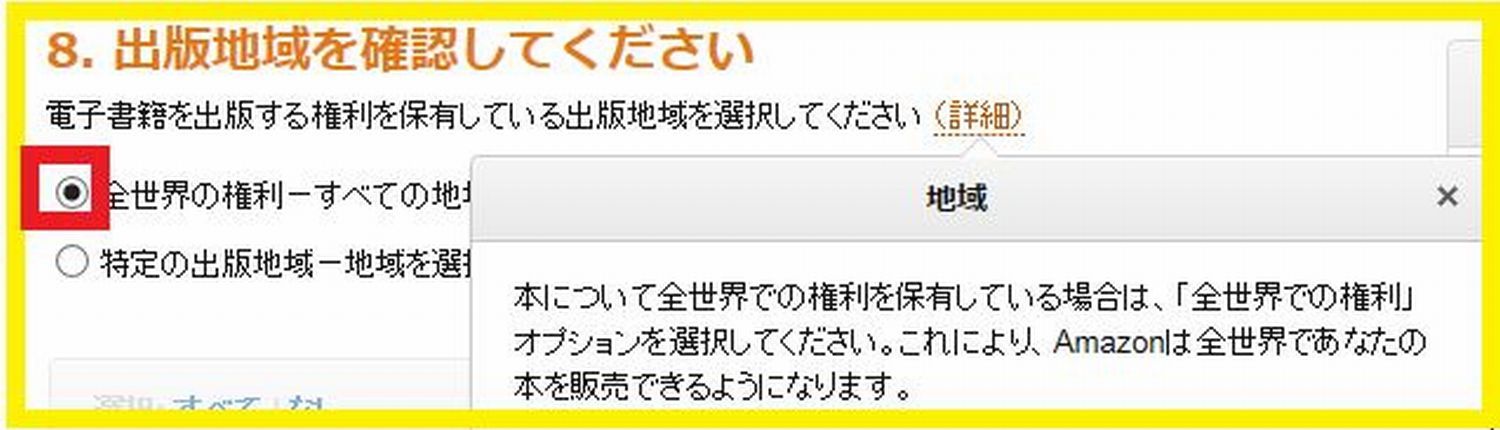 8. 出版地域を確認してください
電子書籍を出版する権利を保有している出版地域を選択してください (詳細)
全世界の権利－すべての地
特定の出版地域－地域を選
地域
×
本について全世界での権利を保有している場合は、「全世界での権利」
オプションを選択してください。これにより、Amazonは全世界であなたの
本を販売できるようになります。
選択: すべて | なし